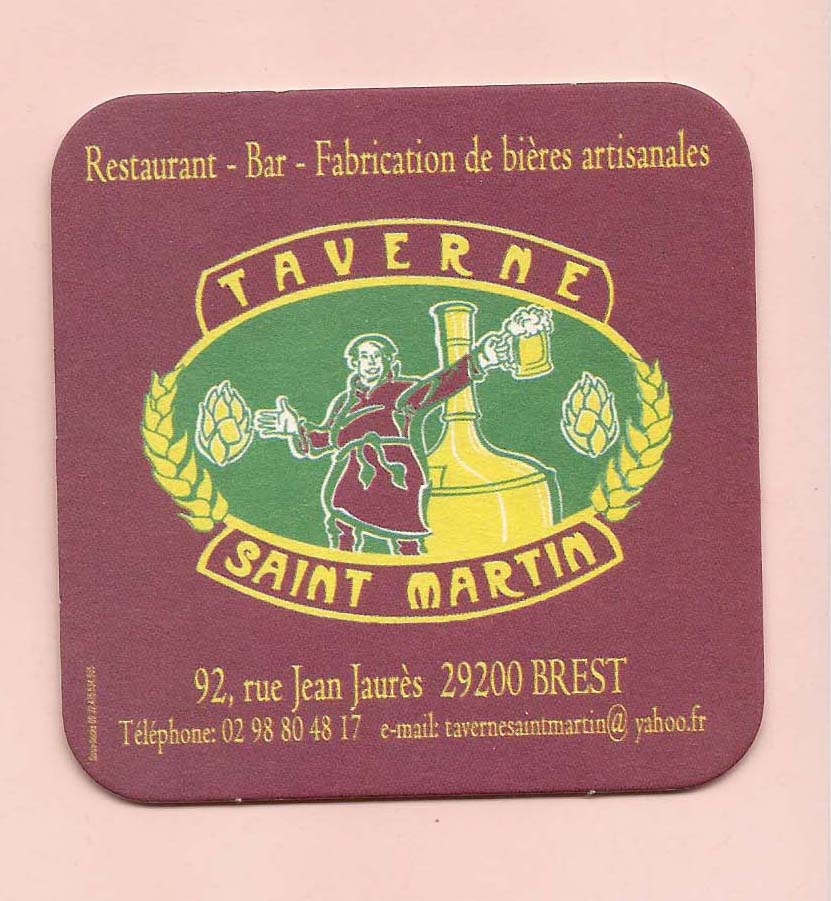 Restaurant - Bar - Fabrication de bières artisanales
TAVERNE
SAINT MARTIN
92, rue Jean Jaurès 29200 BREST
Téléphone: 02 98 80 48 17 e-mail: tavernesaintmartin@ yahoo.fr